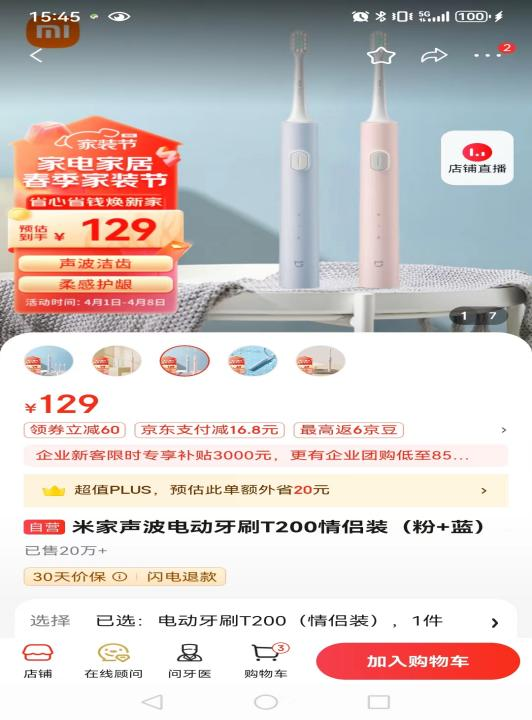 15:45
5G
100
mi
2
家装节
家电家居
春季家装节
省心省钱焕新家
预估
到手 ¥ 129
声波洁齿
柔感护龈
活动时间：4月1日-4月8日
店铺直播
1 7
¥129
领券立减60 京东支付减16.8元 最高返6京豆 >
企业新客限时专享补贴3000元，更有企业团购低至85...
超值PLUS，预估此单额外省20元 >
自营 米家声波电动牙刷T200情侣装（粉+蓝）
已售20万+
30天价保 闪电退款
选择 已选：电动牙刷T200（情侣装），1件 >
3
店铺 在线顾问 问牙医 购物车 加入购物车